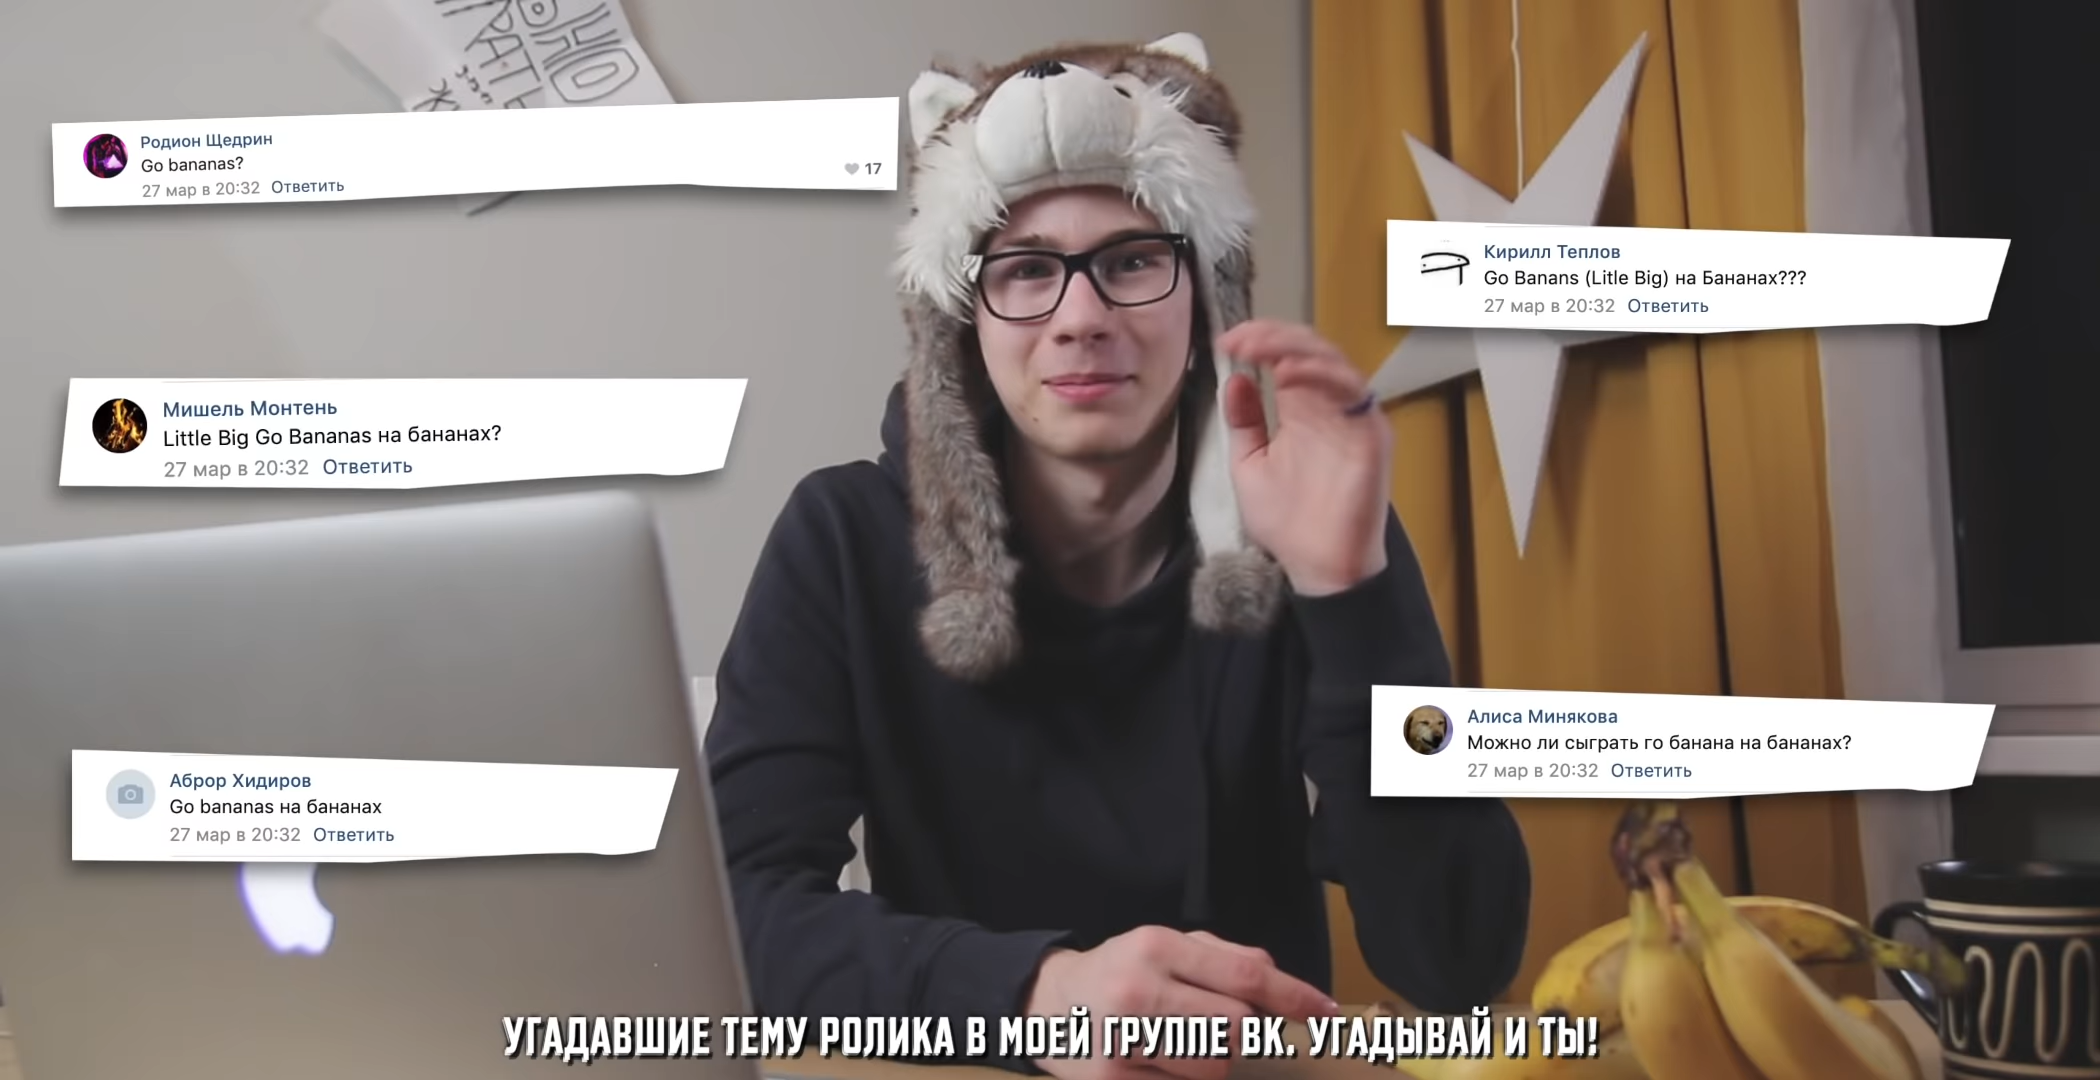 Родион Щедрин
Go bananas?
27 мар в 20:32 Ответить
17
Кирилл Теплов
Go Banans (Litle Big) на Бананах???
27 мар в 20:32 Ответить
Мишель Монтень
Little Big Go Bananas на бананах?
27 мар в 20:32 Ответить
Алиса Минякова
Можно ли сыграть го банана на бананах?
27 мар в 20:32 Ответить
Аброр Хидиров
Go bananas на бананах
27 мар в 20:32 Ответить
УГАДАВШИЕ ТЕМУ РОЛИКА В МОЕЙ ГРУППЕ ВК. УГАДЫВАЙ И ТЫ!